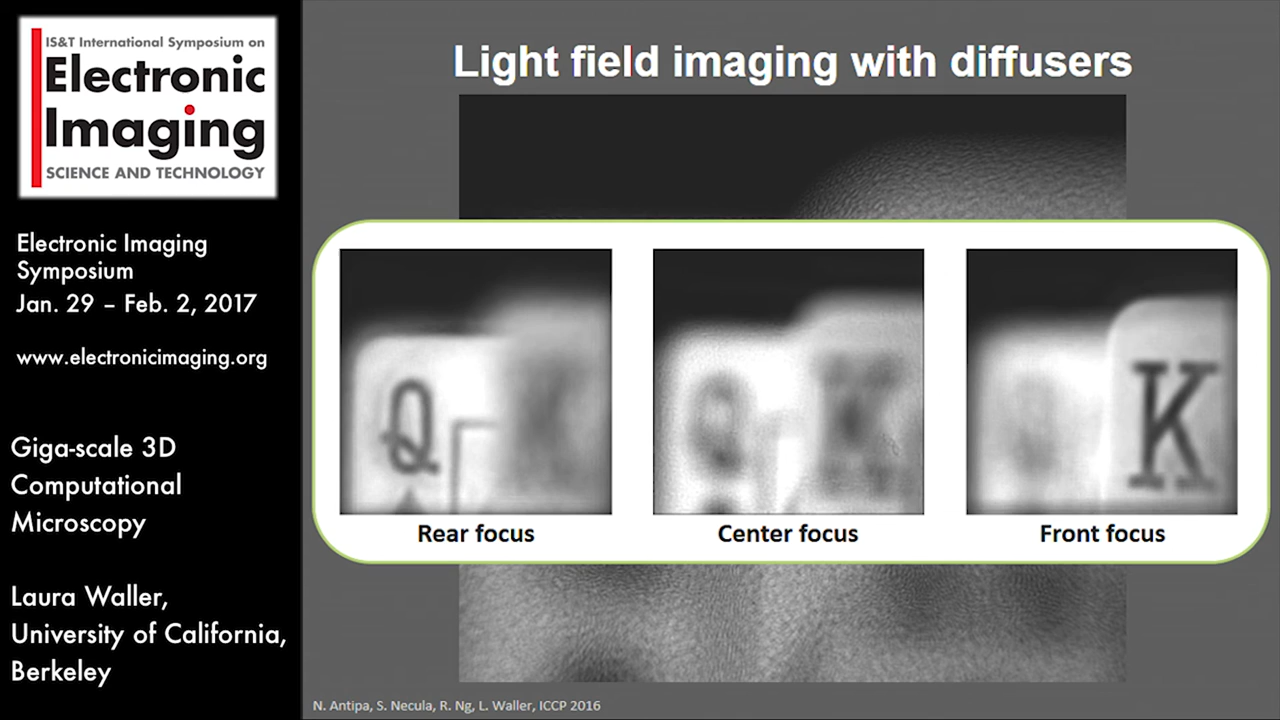 IS&T International Symposium on
Electronic
Imaging
SCIENCE AND TECHNOLOGY
Electronic Imaging
Symposium
Jan. 29 – Feb. 2, 2017
www.electronicimaging.org
Giga-scale 3D
Computational
Microscopy
Laura Waller,
University of California,
Berkeley
Light field imaging with diffusers
Q
K
Rear focus
Center focus
Front focus
N. Antipa, S. Necula, R. Ng, L. Waller, ICCP 2016